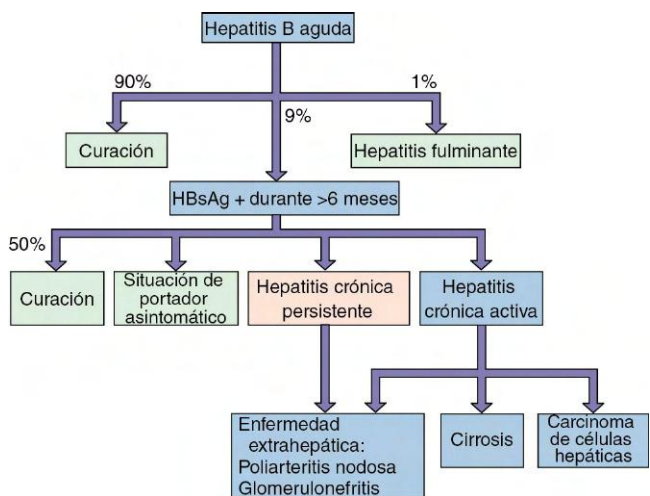 Hepatitis B aguda
90%
1%
9%
Curación
Hepatitis fulminante
HBsAg + durante >6 meses
50%
Curación
Situación de
portador
asintomático
Hepatitis crónica
persistente
Hepatitis
crónica activa
Enfermedad
extrahepática:
Poliarteritis nodosa
Glomerulonefritis
Cirrosis
Carcinoma
de células
hepáticas